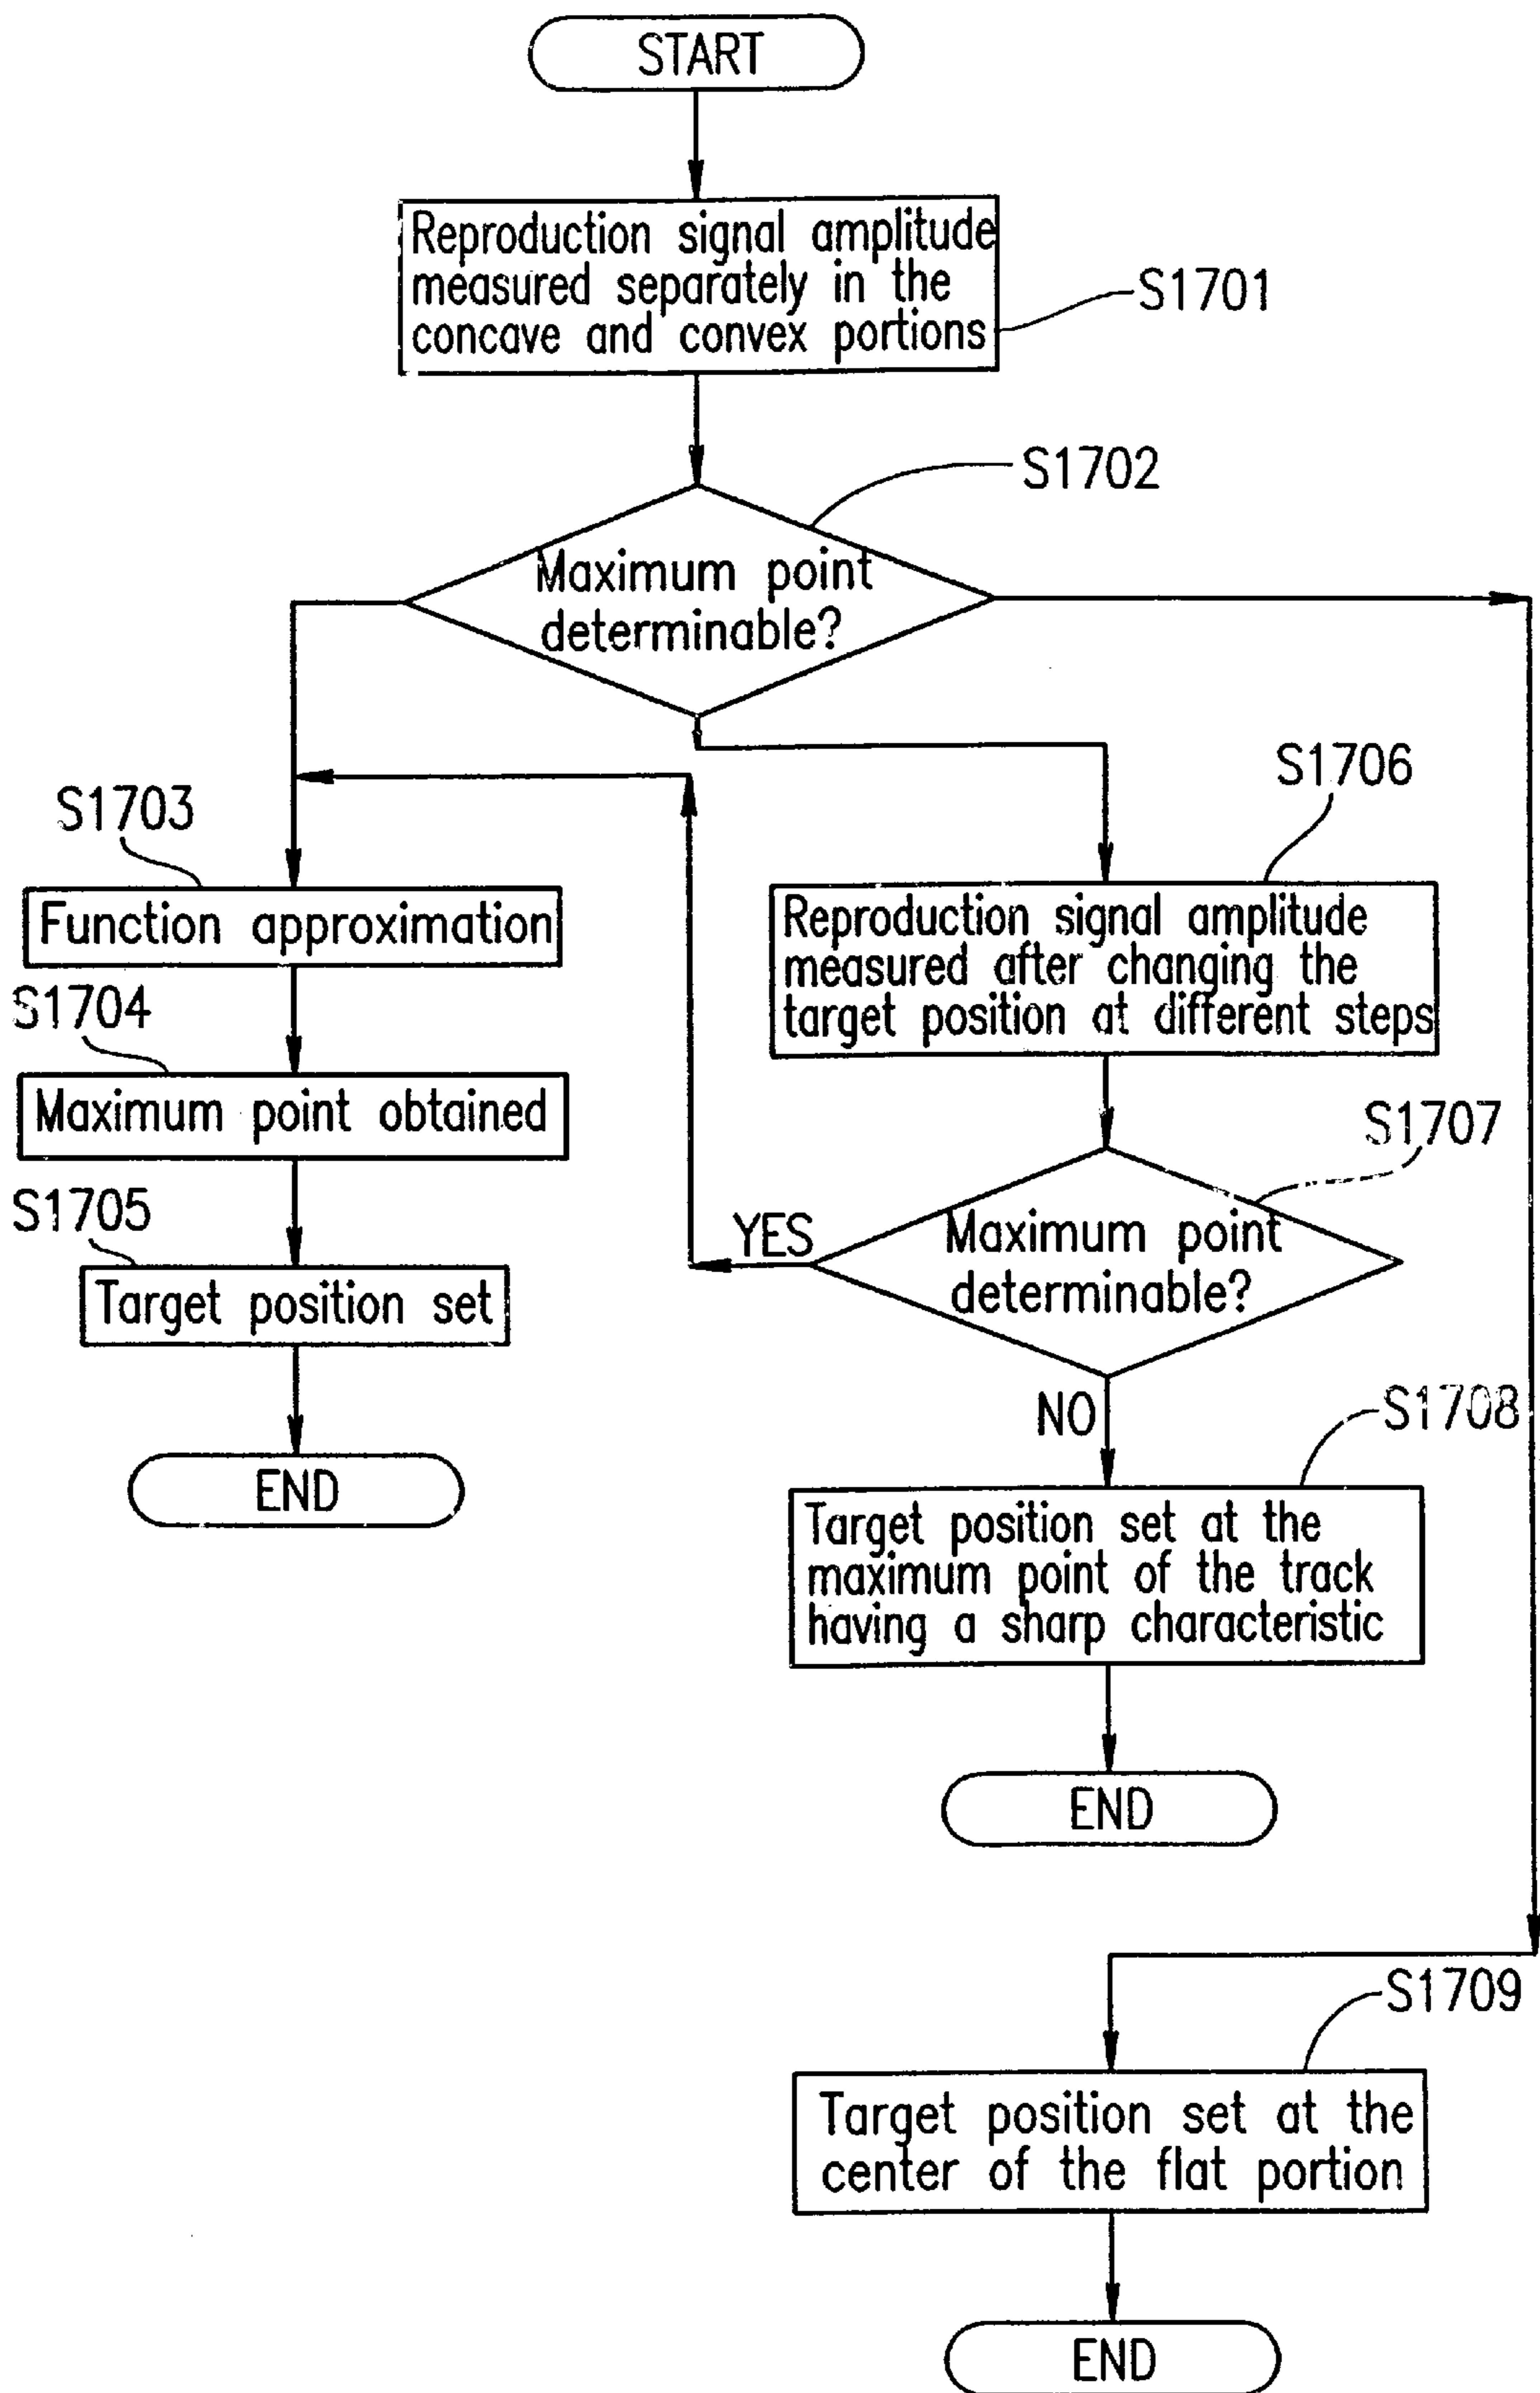 START
Reproduction signal amplitude
measured separately in the
concave and convex portions
S1701
S1702
Maximum point
determinable?
S1706
S1703
Function approximation
Reproduction signal amplitude
measured after changing the
target position at different steps
S1704
Maximum point obtained
S1707
S1705
YES
Maximum point
determinable?
Target position set
NO
S1708
END
Target position set at the
maximum point of the track
having a sharp characteristic
END
S1709
Target position set at the
center of the flat portion
END